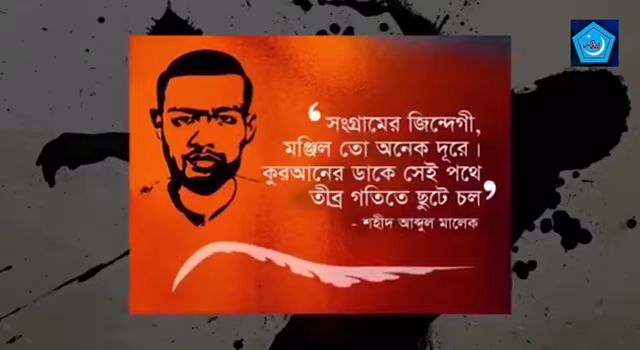 ‘সংগ্রামের জিন্দেগী,
মঞ্জিল তো অনেক দূরে।
কুরআনের ডাকে সেই পথে
তীব্র গতিতে ছুটে চল’
- শহীদ আব্দুল মালেক